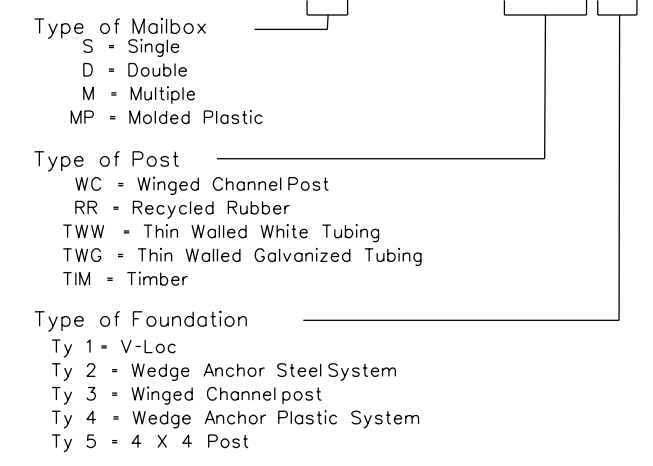 Type of Mailbox
S = Single
D = Double
M = Multiple
MP = Molded Plastic
Type of Post
WC = Winged Channel Post
RR = Recycled Rubber
TWW = Thin Walled White Tubing
TWG = Thin Walled Galvanized Tubing
TIM = Timber
Type of Foundation
Ty 1 = V-Loc
Ty 2 = Wedge Anchor Steel System
Ty 3 = Winged Channel post
Ty 4 = Wedge Anchor Plastic System
Ty 5 = 4 X 4 Post